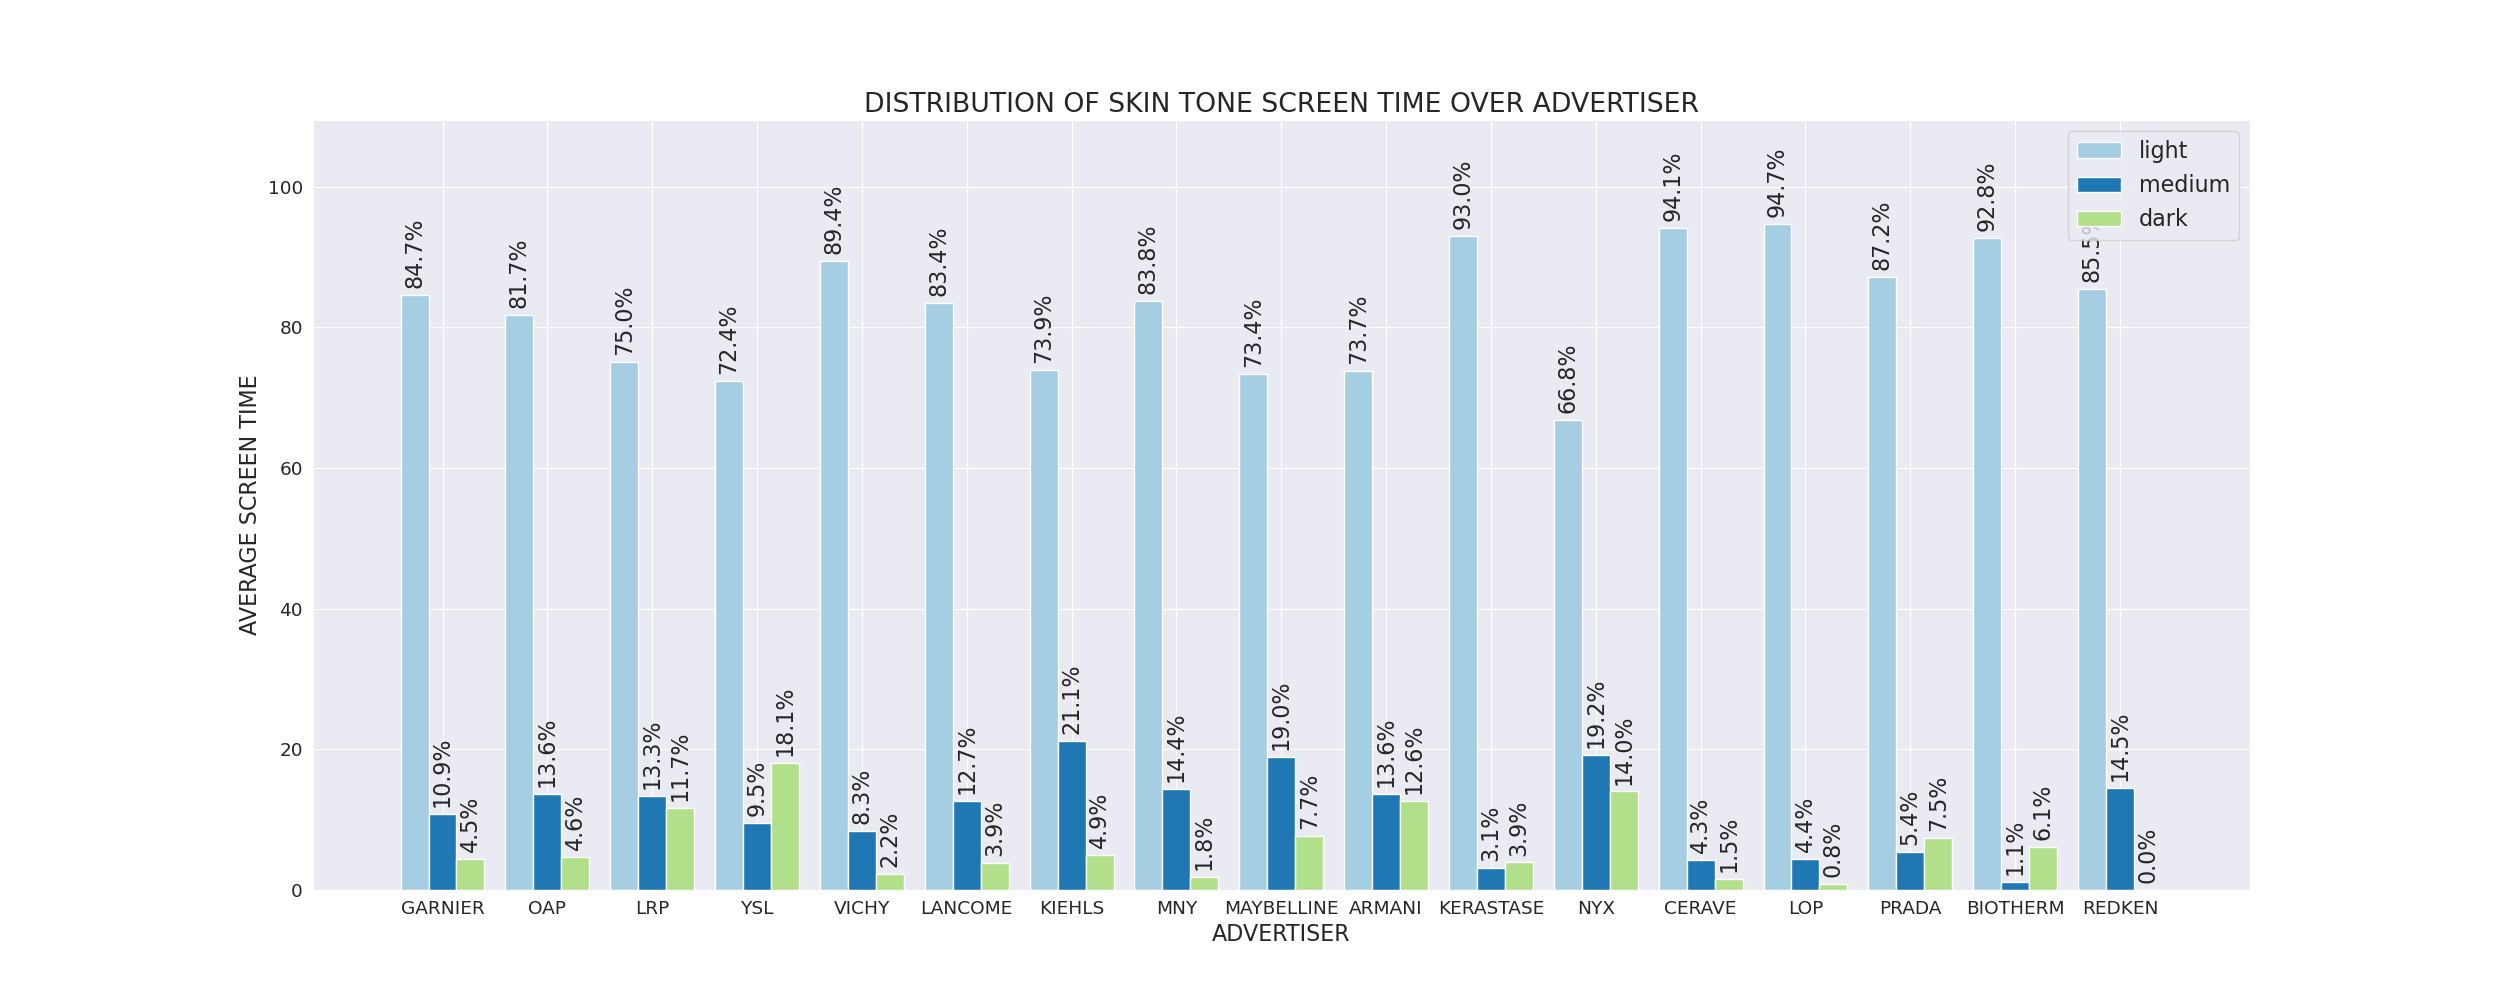 DISTRIBUTION OF SKIN TONE SCREEN TIME OVER ADVERTISER
light
medium
dark
AVERAGE SCREEN TIME
100
80
60
40
20
0
84.7% 10.9% 4.5%
81.7% 13.6% 4.6%
75.0% 13.3% 11.7%
72.4% 9.5% 18.1%
89.4% 8.3% 2.2%
83.4% 12.7% 3.9%
73.9% 21.1% 4.9%
83.8% 14.4% 1.8%
73.4% 19.0% 7.7%
73.7% 13.6% 12.6%
93.0% 3.1% 3.9%
66.8% 19.2% 14.0%
94.1% 4.3% 1.5%
94.7% 4.4% 0.8%
87.2% 5.4% 7.5%
92.8% 1.1% 6.1%
85.5% 14.5% 0.0%
GARNIER OAP LRP YSL VICHY LANCOME KIEHLS MNY MAYBELLINE ARMANI KERASTASE NYX CERAVE LOP PRADA BIOTHERM REDKEN
ADVERTISER